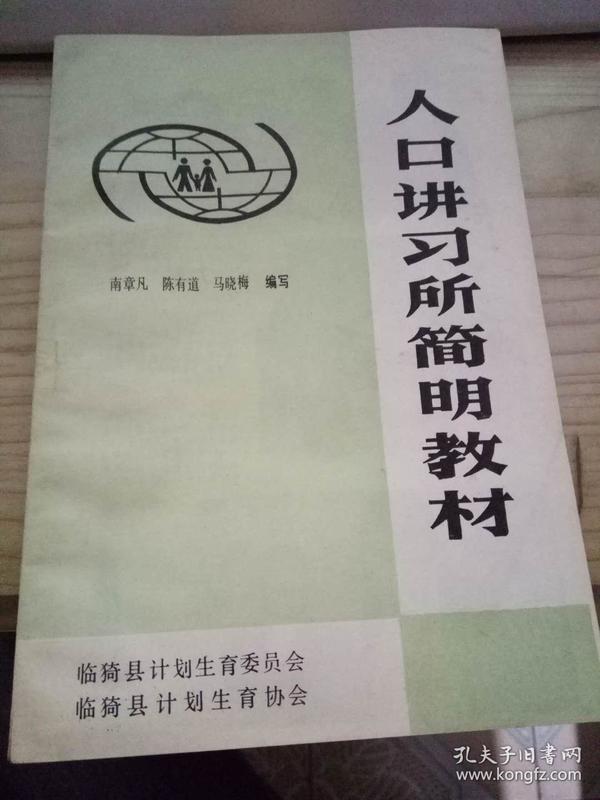 人口讲习所简明教材
南章凡 陈有道 马晓梅 编写
临猗县计划生育委员会
临猗县计划生育协会
孔夫子旧书网
www.kongfz.com